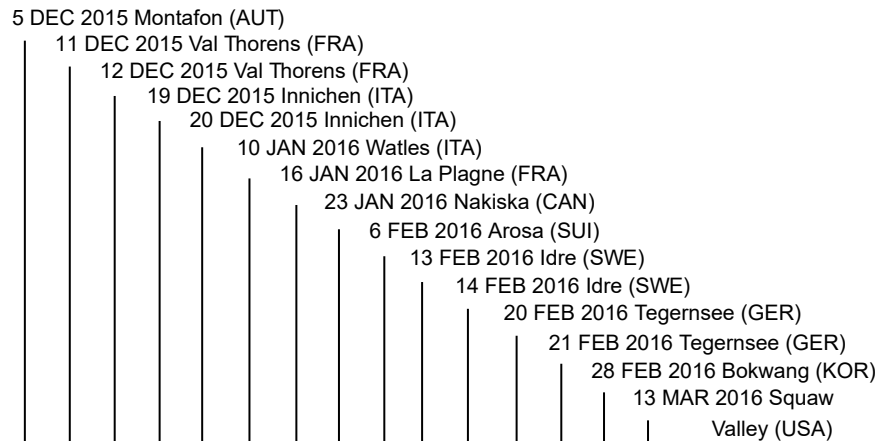 5 DEC 2015 Montafon (AUT)
11 DEC 2015 Val Thorens (FRA)
12 DEC 2015 Val Thorens (FRA)
19 DEC 2015 Innichen (ITA)
20 DEC 2015 Innichen (ITA)
10 JAN 2016 Watles (ITA)
16 JAN 2016 La Plagne (FRA)
23 JAN 2016 Nakiska (CAN)
6 FEB 2016 Arosa (SUI)
13 FEB 2016 Idre (SWE)
14 FEB 2016 Idre (SWE)
20 FEB 2016 Tegernsee (GER)
21 FEB 2016 Tegernsee (GER)
28 FEB 2016 Bokwang (KOR)
13 MAR 2016 Squaw
Valley (USA)